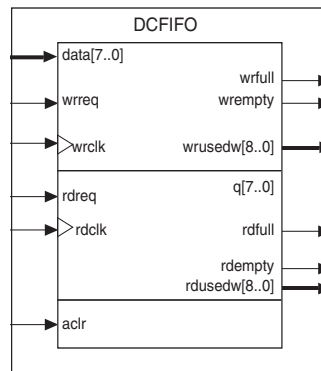 DCFIFO
data[7..0]
wrfull
wrreq
wrempty
wrclk
wrusedw[8..0]
rdreq
q[7..0]
rdclk
rdfull
rdempty
rdusedw[8..0]
aclr